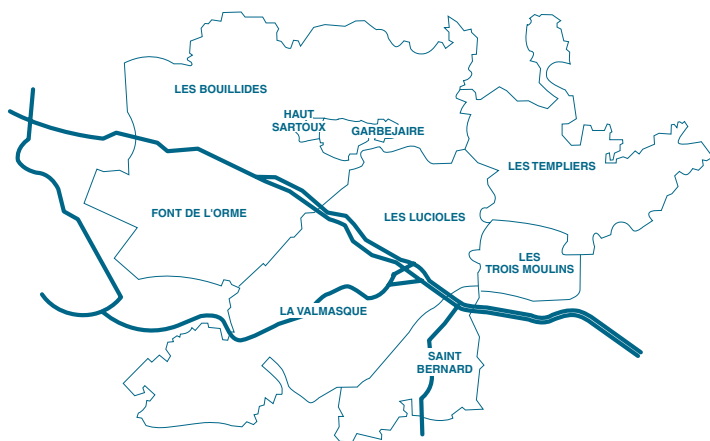 LES BOUILLIDES
HAUT
SARTOUX
GARBEJAIRE
LES TEMPLIERS
FONT DE L'ORME
LES LUCIOLES
LES
TROIS MOULINS
LA VALMASQUE
SAINT
BERNARD